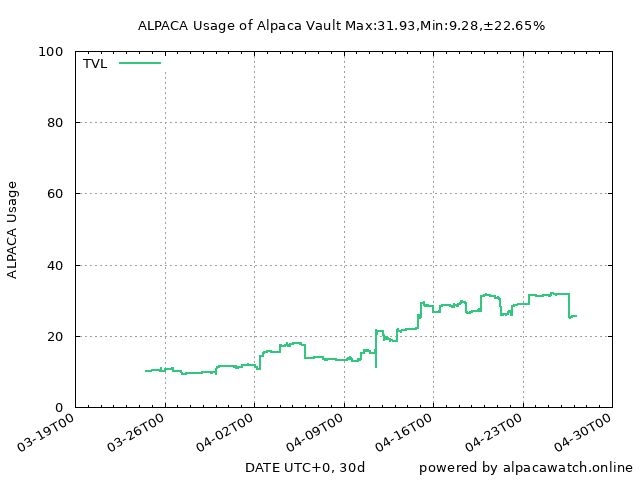 ALPACA Usage of Alpaca Vault Max:31.93,Min:9.28,±22.65%
TVL
100
80
60
40
20
0
ALPACA Usage
03-19T00
03-26T00
04-02T00
04-09T00
04-16T00
04-23T00
04-30T00
DATE UTC+0, 30d
powered by alpacawatch.online